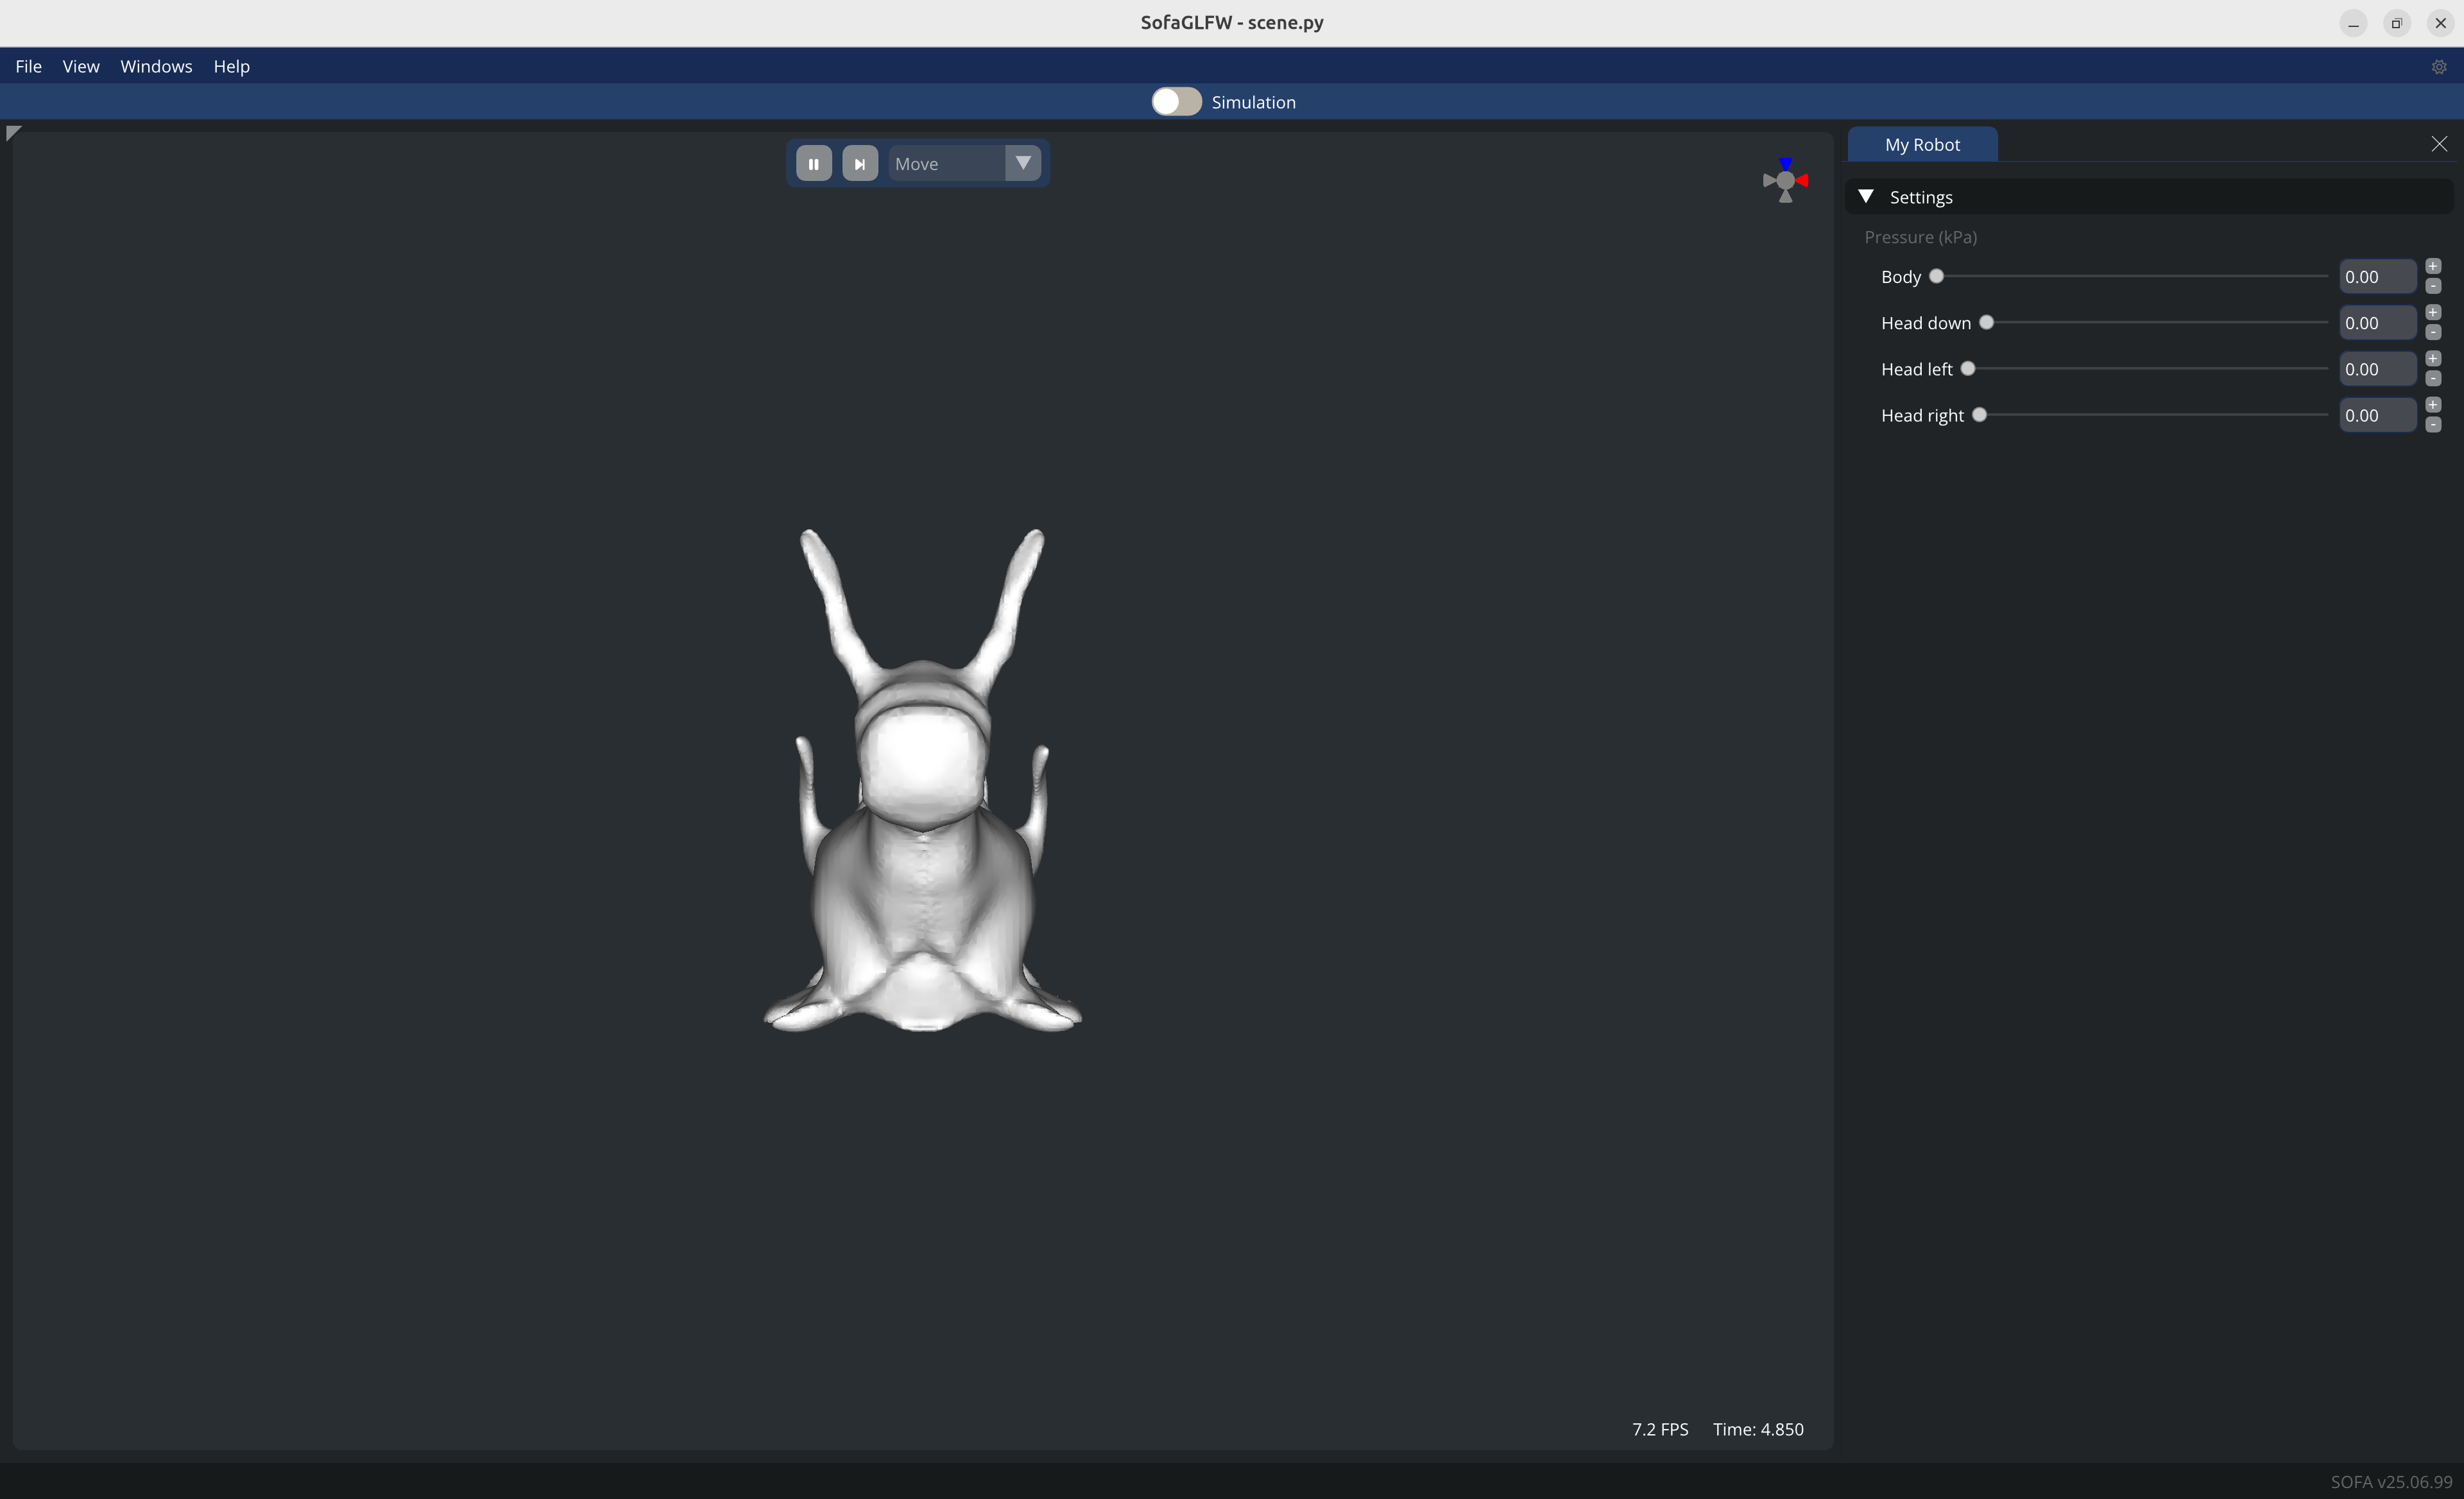 SofaGLFW - scene.py
File View Windows Help
Simulation
Move
My Robot
Settings
Pressure (kPa)
Body 0.00 + -
Head down 0.00 + -
Head left 0.00 + -
Head right 0.00 + -
7.2 FPS Time: 4.850
SOFA v25.06.99